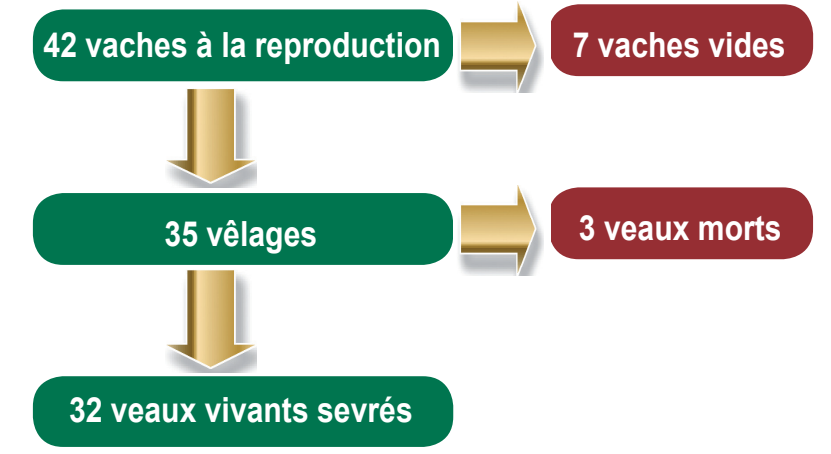 42 vaches à la reproduction
7 vaches vides
35 vêlages
3 veaux morts
32 veaux vivants sevrés